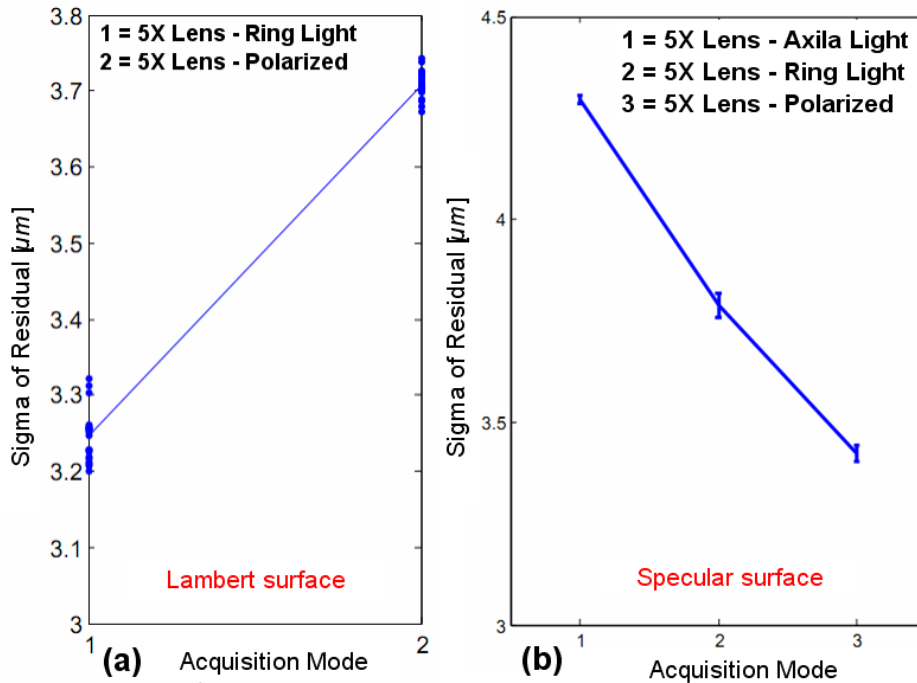 1 = 5X Lens - Ring Light
2 = 5X Lens - Polarized
3.8
3.7
3.6
3.5
3.4
3.3
3.2
3.1
3
Sigma of Residual [µm]
Lambert surface
1
2
(a)
Acquisition Mode
1 = 5X Lens - Axila Light
2 = 5X Lens - Ring Light
3 = 5X Lens - Polarized
4.5
4
3.5
3
Sigma of Residual [µm]
Specular surface
1
2
3
(b)
Acquisition Mode